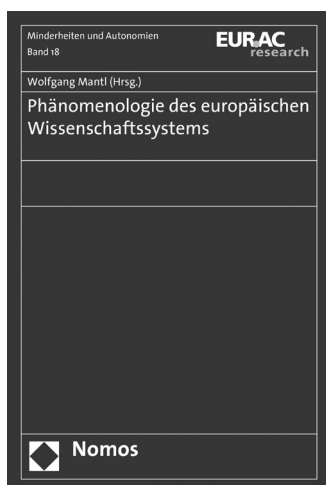 Minderheiten und Autonomien
Band 18
EURAC
research
Wolfgang Mantl (Hrsg.)
Phänomenologie des europäischen
Wissenschaftssystems
Nomos